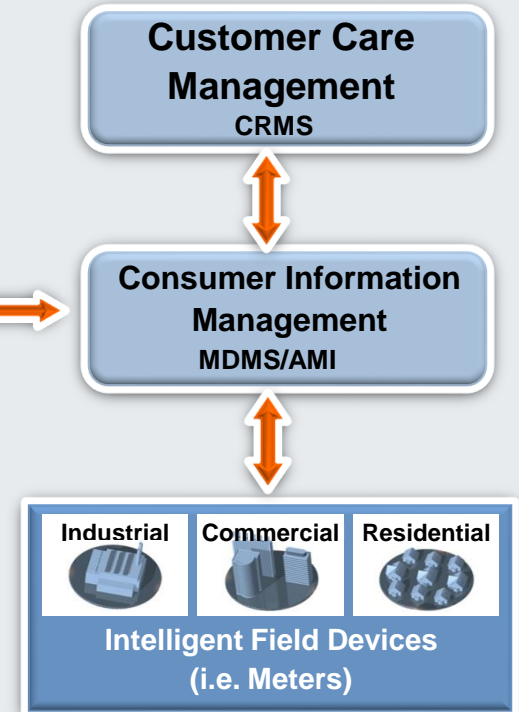 Customer Care
Management
CRMS
Consumer Information
Management
MDMS/AMI
Industrial Commercial Residential
Intelligent Field Devices
(i.e. Meters)